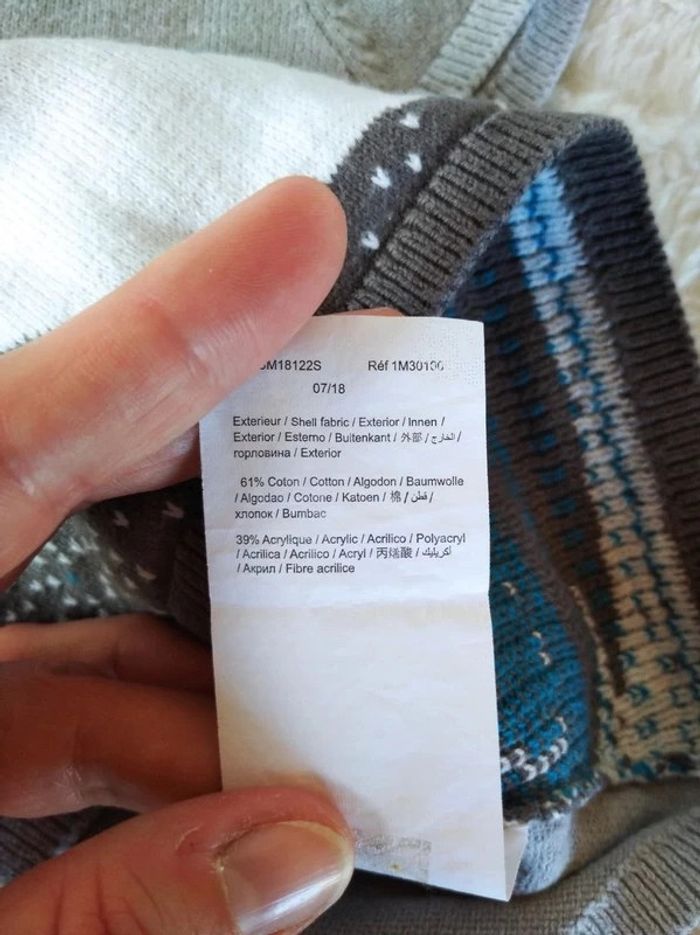 M18122S Réf 1M30100
07/18
Exterieur / Shell fabric / Exterior / Innen /
Exterior / Esterno / Buitenkant / 外部 / الخارج /
горловина / Exterior
61% Coton / Cotton / Algodon / Baumwolle
/ Algodao / Cotone / Katoen / 棉 / قطن /
хлопок / Bumbac
39% Acrylique / Acrylic / Acrilico / Polyacryl
/ Acrilica / Acrilico / Acryl / 丙烯酸 / أكريليك
/ Акрил / Fibre acrilice